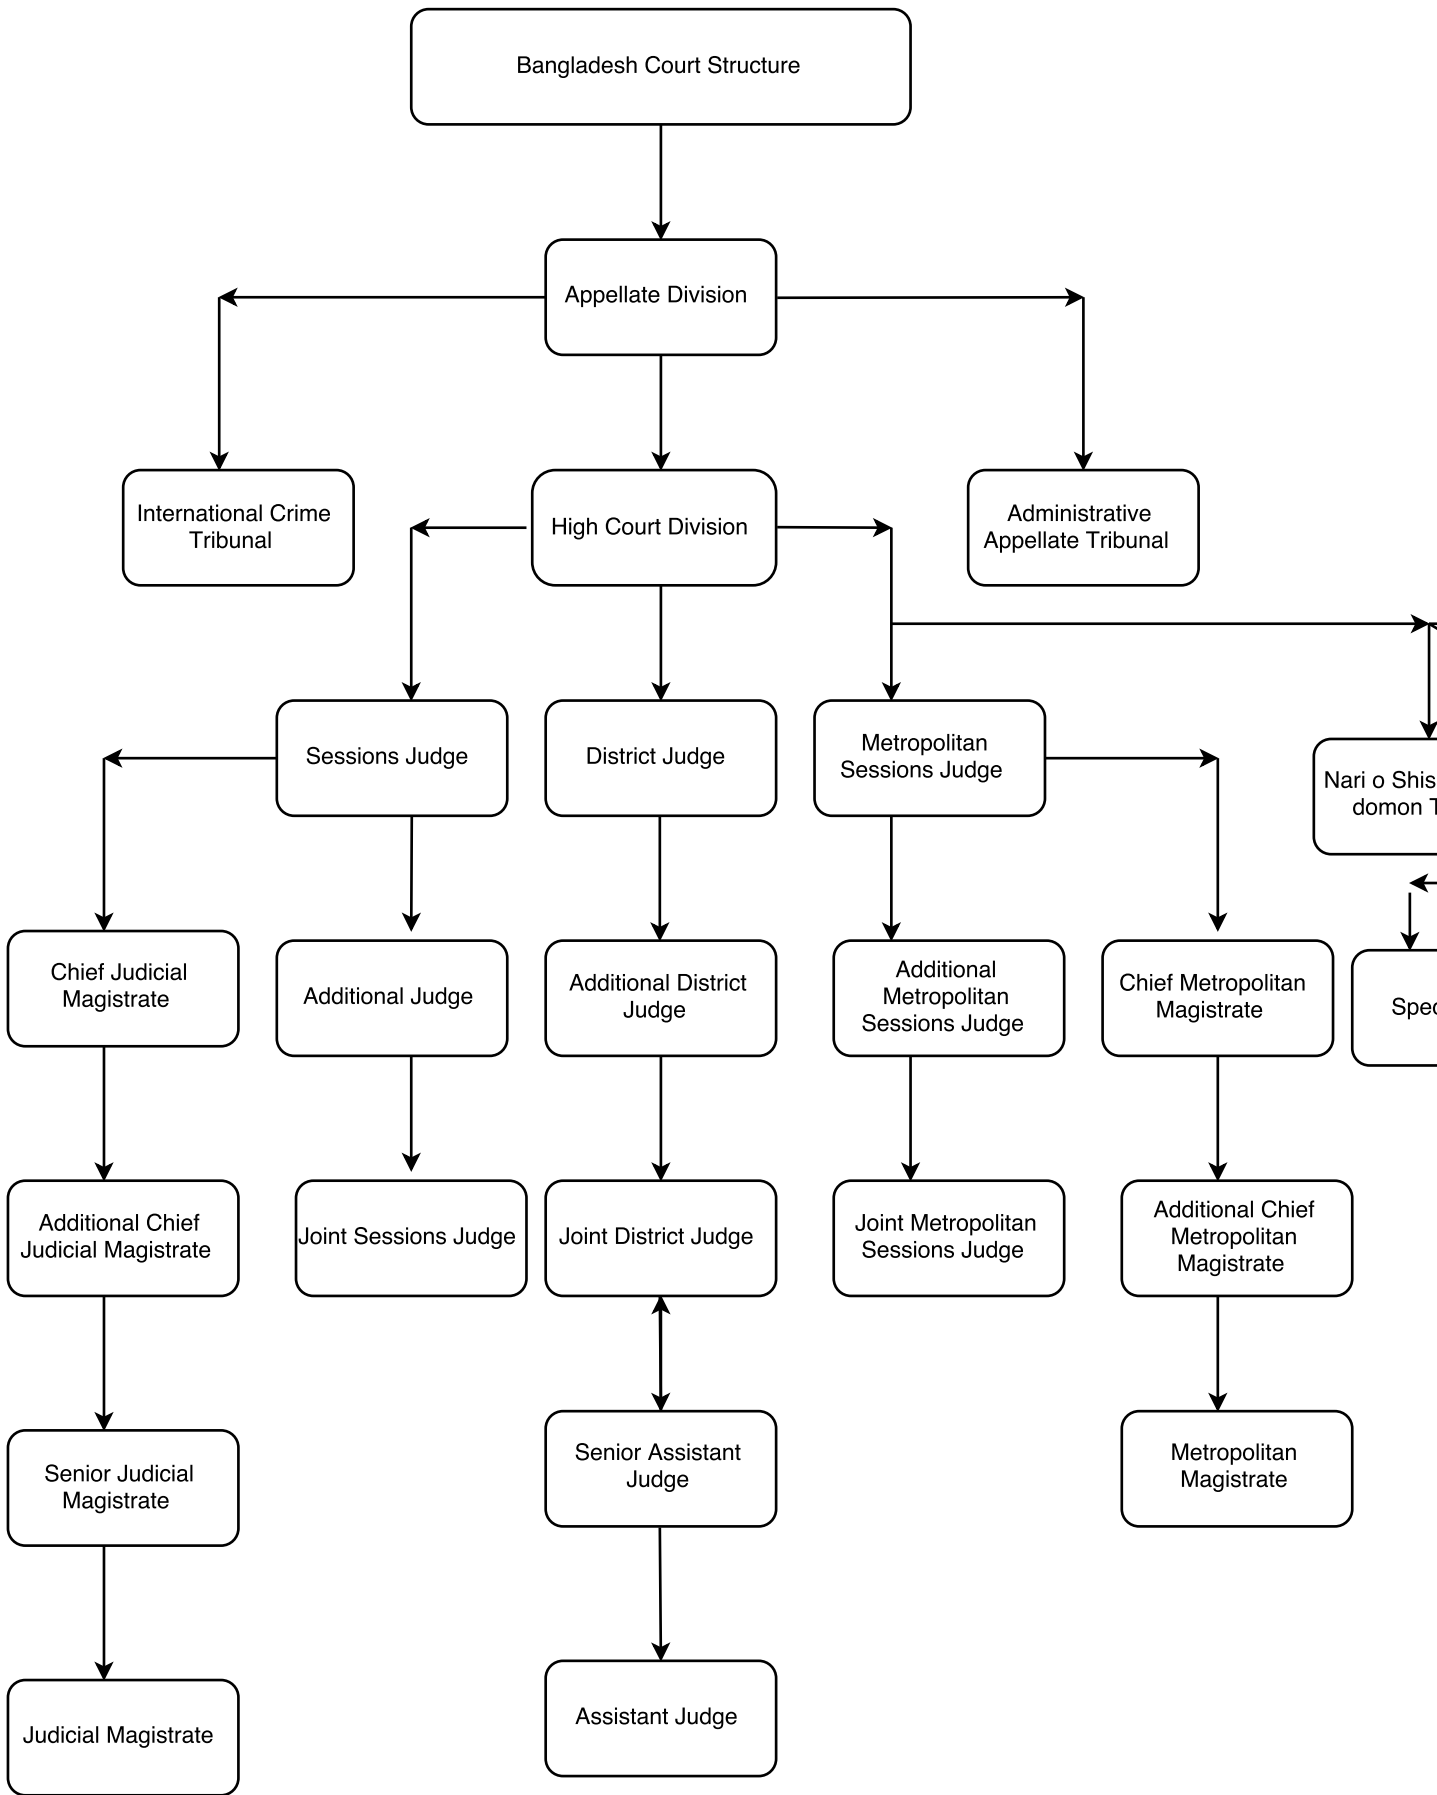 Bangladesh Court Structure
Appellate Division
International Crime
Tribunal
High Court Division
Administrative
Appellate Tribunal
Sessions Judge
District Judge
Metropolitan
Sessions Judge
Nari o
domon
Chief Judicial
Magistrate
Additional Judge
Additional District
Judge
Additional
Metropolitan
Sessions Judge
Chief Metropolitan
Magistrate
Additional Chief
Judicial Magistrate
Joint Sessions Judge
Joint District Judge
Joint Metropolitan
Sessions Judge
Additional Chief
Metropolitan
Magistrate
Senior Judicial
Magistrate
Senior Assistant
Judge
Metropolitan
Magistrate
Judicial Magistrate
Assistant Judge